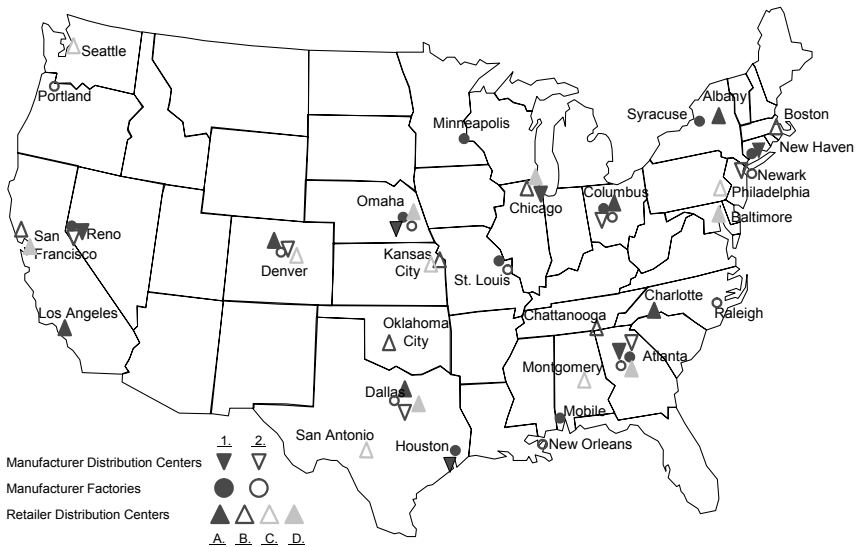 Seattle
Portland
Minneapolis
Syracuse
Albany
Boston
New Haven
Newark
Philadelphia
Baltimore
Chicago
Columbus
Omaha
San
Francisco
Reno
Denver
Kansas
City
St. Louis
Los Angeles
Oklahoma
City
Chattanooga
Charlotte
Raleigh
Atlanta
Montgomery
Dallas
Mobile
San Antonio
Houston
New Orleans
1. 2.
Manufacturer Distribution Centers
Manufacturer Factories
Retailer Distribution Centers
A. B. C. D.